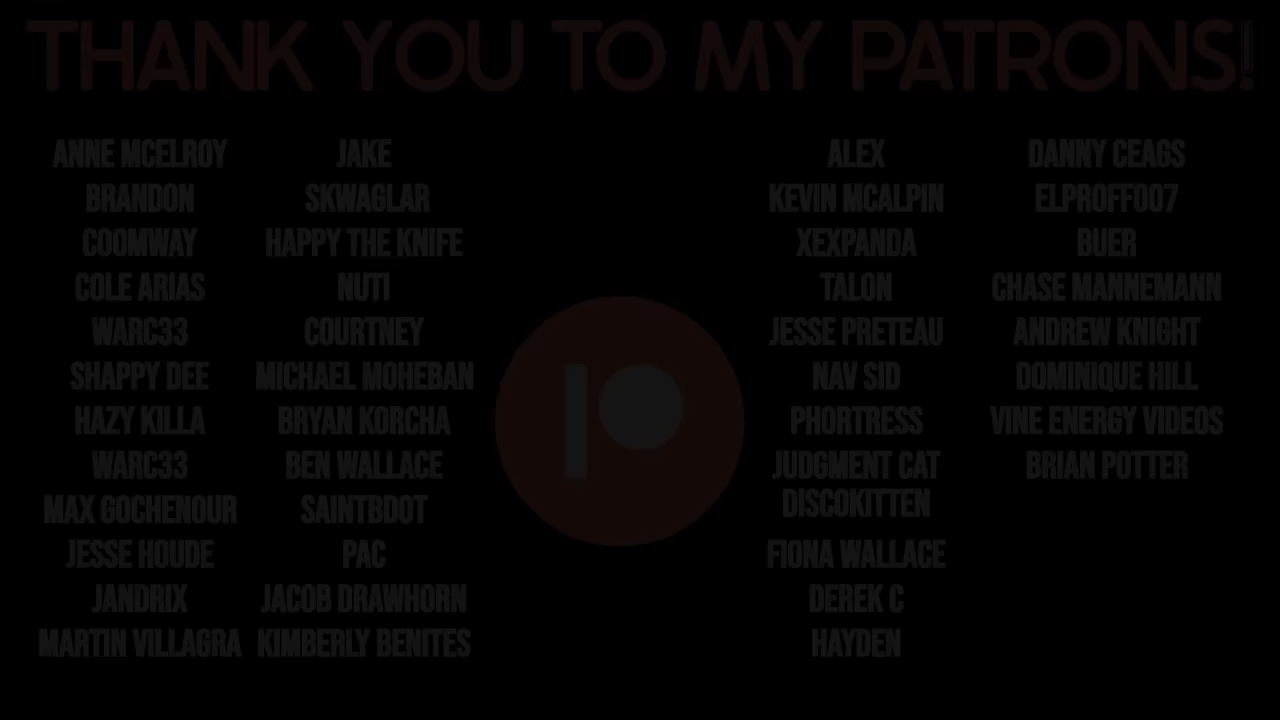 THANK YOU TO MY PATRONS!
ANNE MCELROY
BRANDON
COOMWAY
COLE ARIAS
WARC33
SHAPPY DEE
HAZY KILLA
WARC33
MAX GOCHENOUR
JESSE HOUDE
JANDRIX
MARTIN VILLAGRA
JAKE
SKWAGLAR
HAPPY THE KNIFE
NUTI
COURTNEY
MICHAEL MOHEBAN
BRYAN KORCHA
BEN WALLACE
SAINTBDOT
PAC
JACOB DRAWHORN
KIMBERLY BENITES
ALEX
KEVIN MCALPIN
XEXPANDA
TALON
JESSE PRETEAU
NAV SID
PHORTRESS
JUDGMENT CAT
DISCOKITTEN
FIONA WALLACE
DEREK C
HAYDEN
DANNY CEAGS
ELPROFF007
BUER
CHASE MANNEMANN
ANDREW KNIGHT
DOMINIQUE HILL
VINE ENERGY VIDEOS
BRIAN POTTER